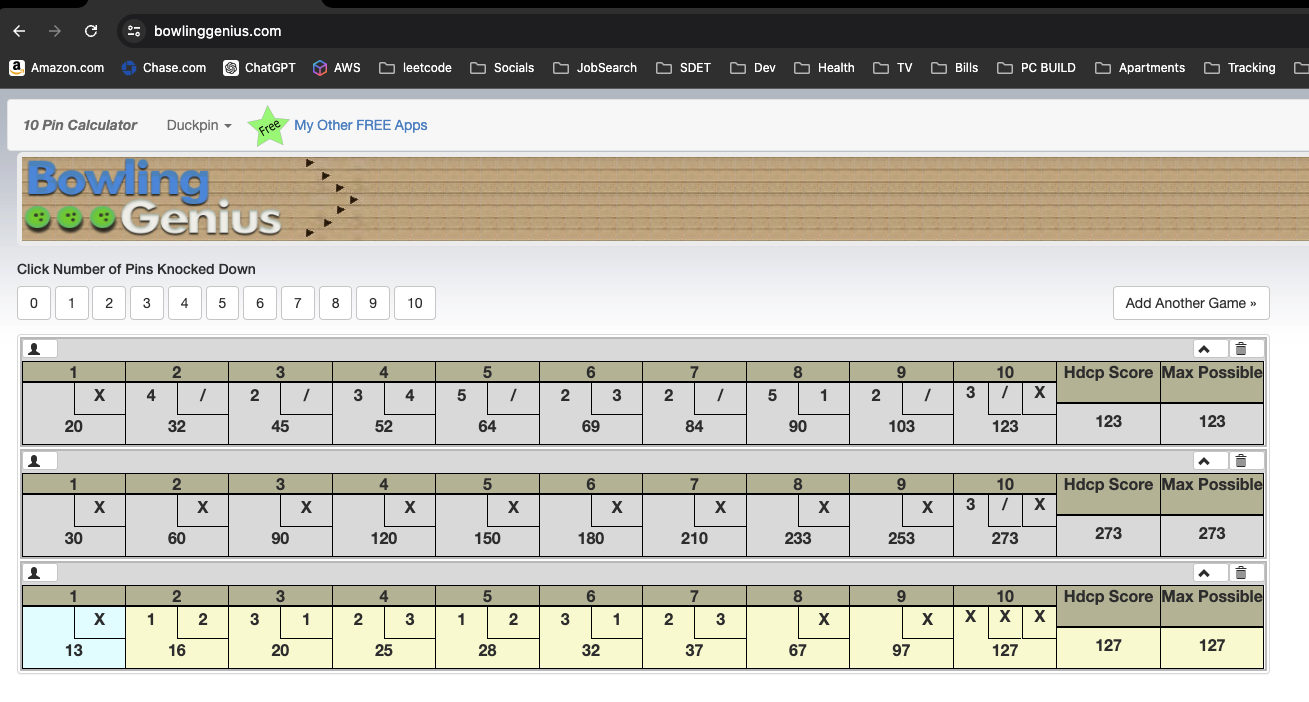 bowlinggenius.com
Amazon.com Chase.com ChatGPT AWS leetcode Socials JobSearch SDET Dev Health TV Bills PC BUILD Apartments Tracking
10 Pin Calculator Duckpin Free My Other FREE Apps
Bowling
Genius
Click Number of Pins Knocked Down
0 1 2 3 4 5 6 7 8 9 10 Add Another Game »
1 2 3 4 5 6 7 8 9 10 Hdcp Score Max Possible
X 4 / 2 / 3 4 5 / 2 3 2 / 5 1 2 / 3 / X
20 32 45 52 64 69 84 90 103 123 123 123
1 2 3 4 5 6 7 8 9 10 Hdcp Score Max Possible
X X X X X X X X X 3 / X
30 60 90 120 150 180 210 233 253 273 273 273
1 2 3 4 5 6 7 8 9 10 Hdcp Score Max Possible
X 1 2 3 1 2 3 1 2 3 1 2 3 X X X X X
13 16 20 25 28 32 37 67 97 127 127 127